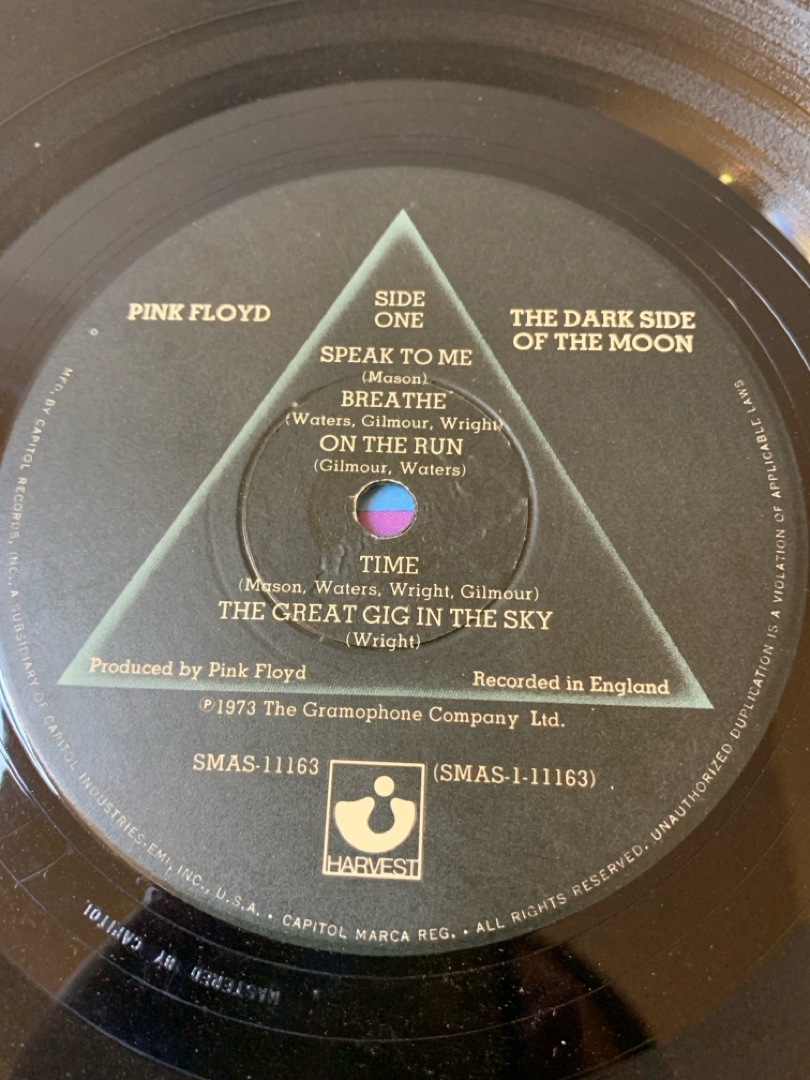 PINK FLOYD
SIDE
ONE
THE DARK SIDE
OF THE MOON
SPEAK TO ME
(Mason)
BREATHE
(Waters, Gilmour, Wright)
ON THE RUN
(Gilmour, Waters)
TIME
(Mason, Waters, Wright, Gilmour)
THE GREAT GIG IN THE SKY
(Wright)
Produced by Pink Floyd
Recorded in England
℗1973 The Gramophone Company Ltd.
SMAS-11163
(SMAS-1-11163)
HARVEST
MFD. BY CAPITOL RECORDS, INC., A SUBSIDIARY OF CAPITOL INDUSTRIES-EMI, INC., U.S.A. • CAPITOL MARCA REG. • ALL RIGHTS RESERVED. UNAUTHORIZED DUPLICATION IS A VIOLATION OF APPLICABLE LAWS
MASTERED BY CAPITOL